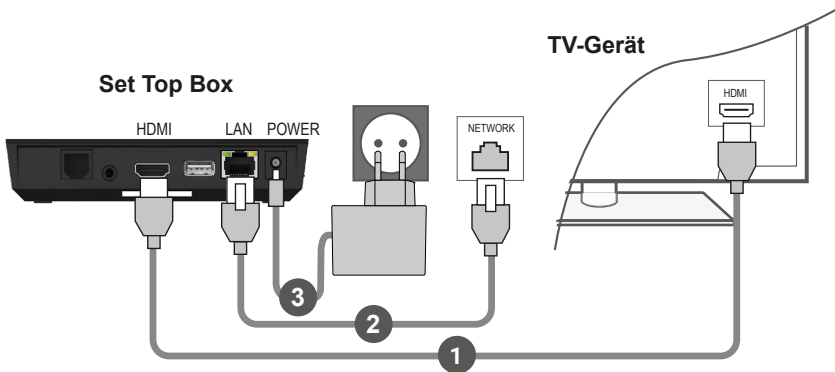 TV-Gerät
Set Top Box
HDMI
LAN
POWER
NETWORK
HDMI
3
2
1